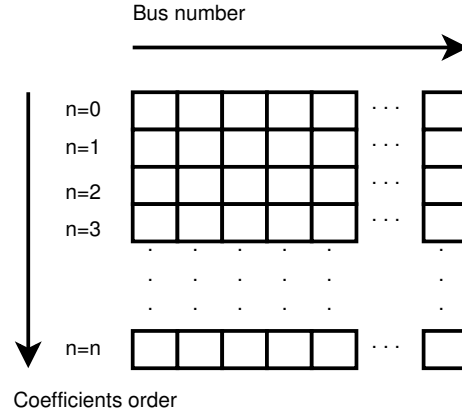 Bus number
n=0 · · ·
n=1 · · ·
n=2 · · ·
n=3 · · ·
n=n · · ·
Coefficients order